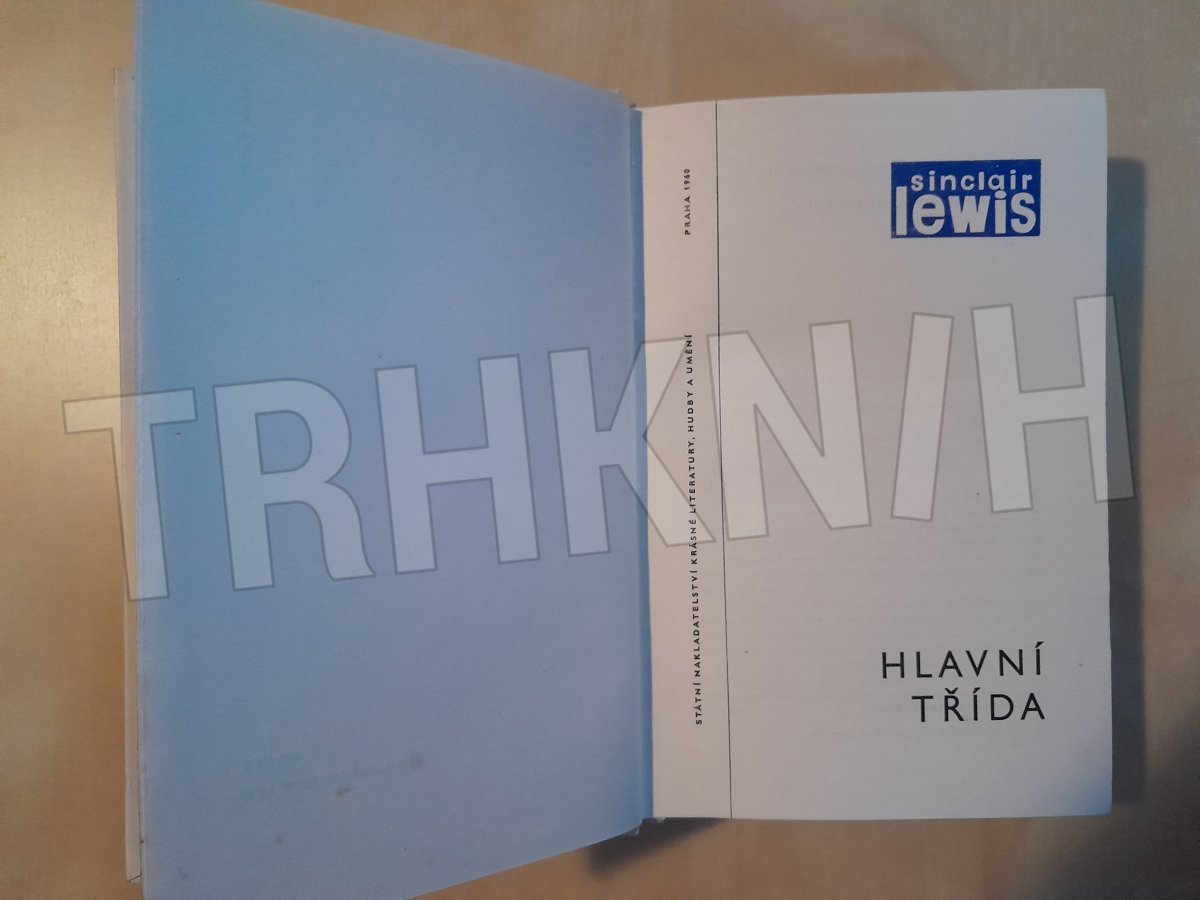 sinclair
lewis
HLAVNÍ
TŘÍDA
STÁTNÍ NAKLADATELSTVÍ KRÁSNÉ LITERATURY, HUDBY A UMĚNÍ
PRAHA 1960
TRHKNIH